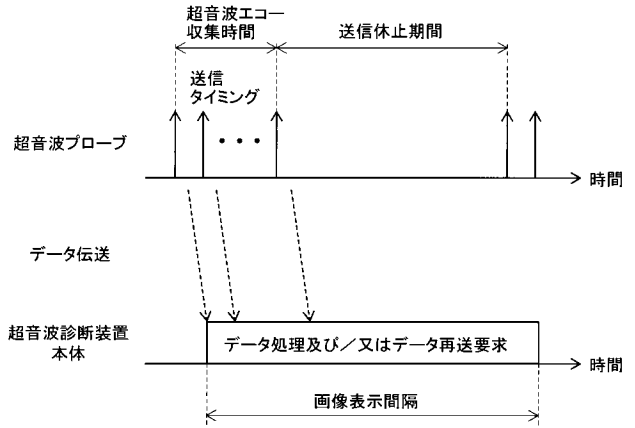 超音波エコー
収集時間
送信休止期間
送信
タイミング
超音波プローブ
・・・
時間
データ伝送
超音波診断装置
本体
データ処理及び／又はデータ再送要求
時間
画像表示間隔